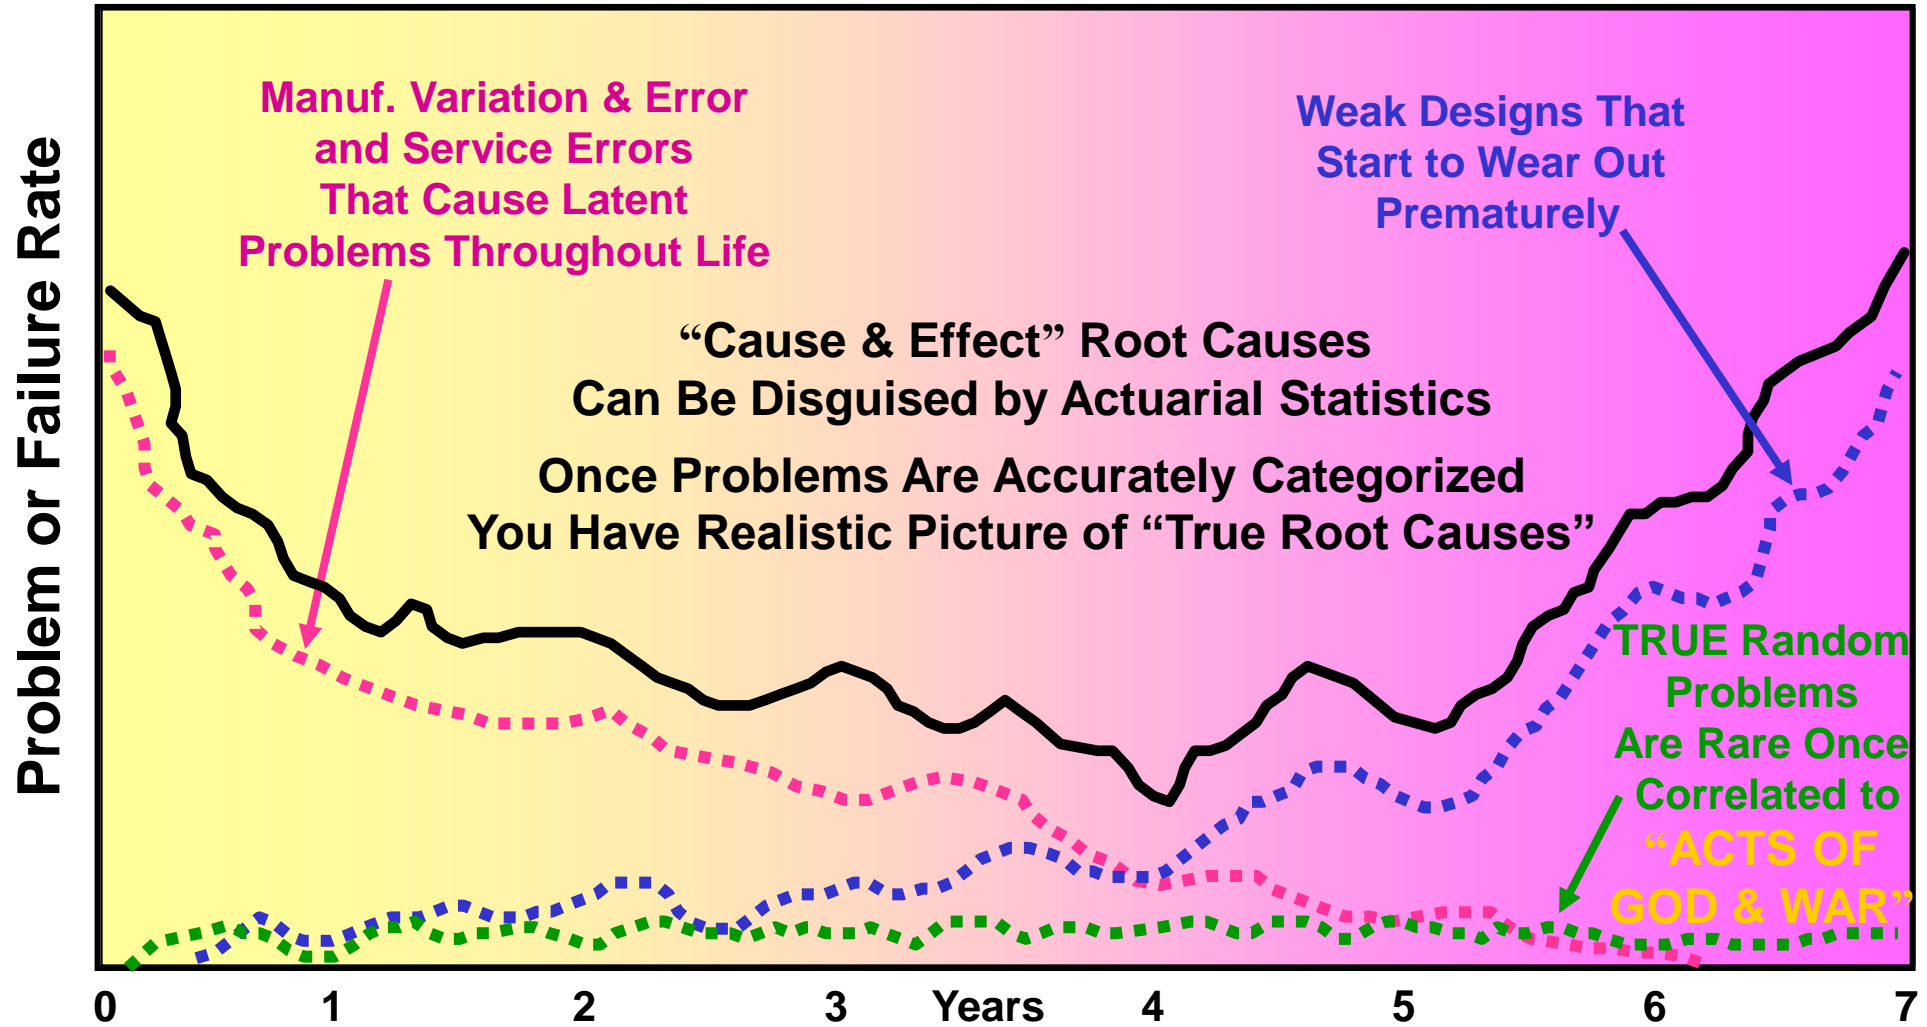 Problem or Failure Rate
Manuf. Variation & Error
and Service Errors
That Cause Latent
Problems Throughout Life
Weak Designs That
Start to Wear Out
Prematurely
“Cause & Effect” Root Causes
Can Be Disguised by Actuarial Statistics
Once Problems Are Accurately Categorized
You Have Realistic Picture of “True Root Causes”
TRUE Random
Problems
Are Rare Once
Correlated to
“ACTS OF
GOD & WAR”
0 1 2 3 Years 4 5 6 7